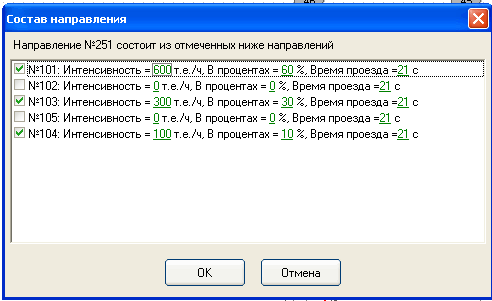 Состав направления
Направление №251 состоит из отмеченных ниже направлений
№101: Интенсивность = 600 т.е./ч, В процентах = 60 %, Время проезда =21 с
№102: Интенсивность = 0 т.е./ч, В процентах = 0 %, Время проезда =21 с
№103: Интенсивность = 300 т.е./ч, В процентах = 30 %, Время проезда =21 с
№105: Интенсивность = 0 т.е./ч, В процентах = 0 %, Время проезда =21 с
№104: Интенсивность = 100 т.е./ч, В процентах = 10 %, Время проезда =21 с
OK Отмена